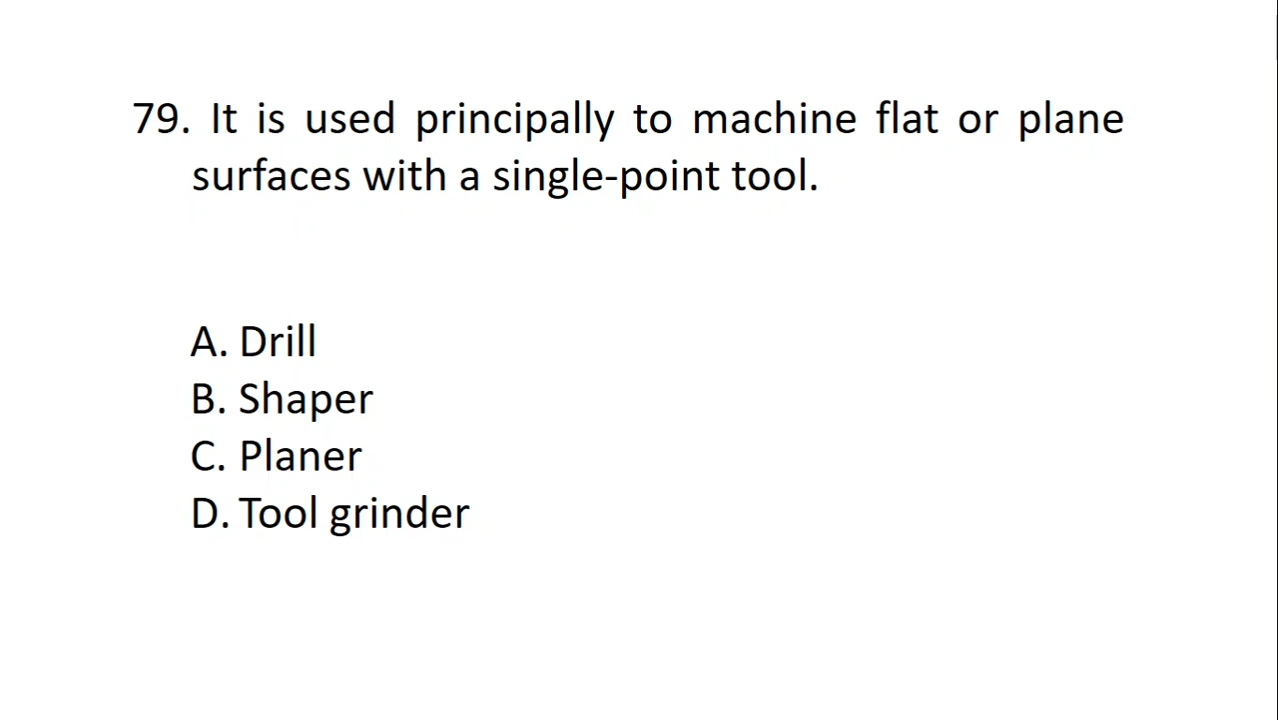 79. It is used principally to machine flat or plane
surfaces with a single-point tool.
A. Drill
B. Shaper
C. Planer
D. Tool grinder